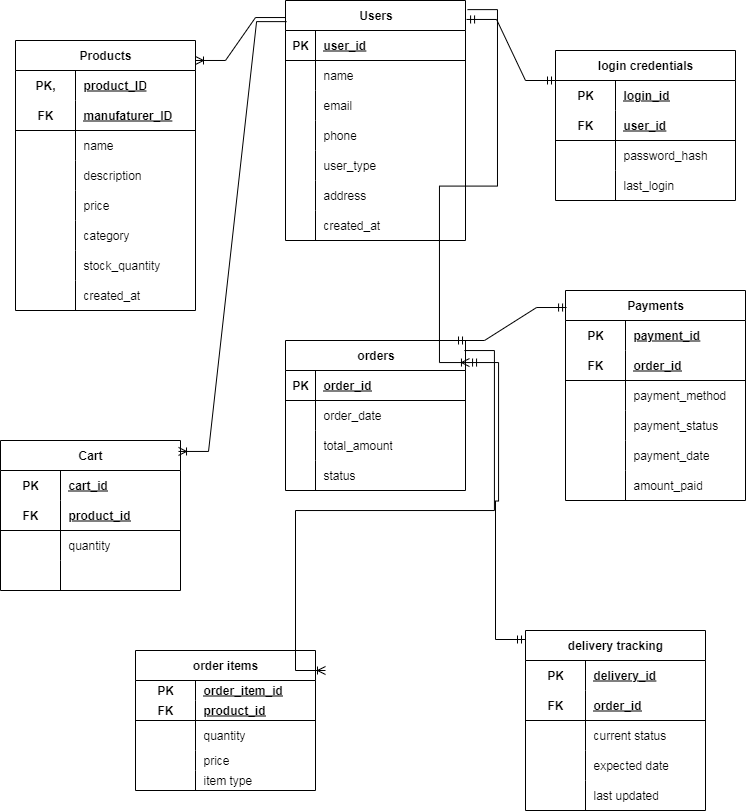 Users
PK user_id
name
email
phone
user_type
address
created_at
Products
PK, product_ID
FK manufaturer_ID
name
description
price
category
stock_quantity
created_at
login credentials
PK login_id
FK user_id
password_hash
last_login
Payments
PK payment_id
FK order_id
payment_method
payment_status
payment_date
amount_paid
orders
PK order_id
order_date
total_amount
status
Cart
PK cart_id
FK product_id
quantity
order items
PK order_item_id
FK product_id
quantity
price
item type
delivery tracking
PK delivery_id
FK order_id
current status
expected date
last updated